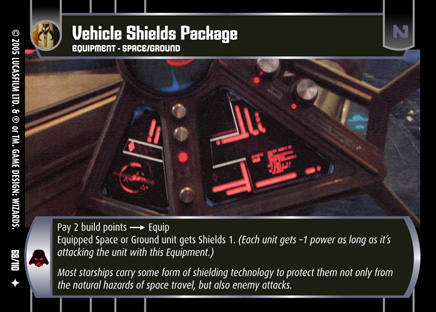 Vehicle Shields Package
EQUIPMENT - SPACE/GROUND
N
Pay 2 build points → Equip
Equipped Space or Ground unit gets Shields 1. (Each unit gets –1 power as long as it's
attacking the unit with this Equipment.)
Most starships carry some form of shielding technology to protect them not only from
the natural hazards of space travel, but also enemy attacks.
© 2005 LUCASFILM LTD. & ® or TM. GAME DESIGN: WIZARDS.